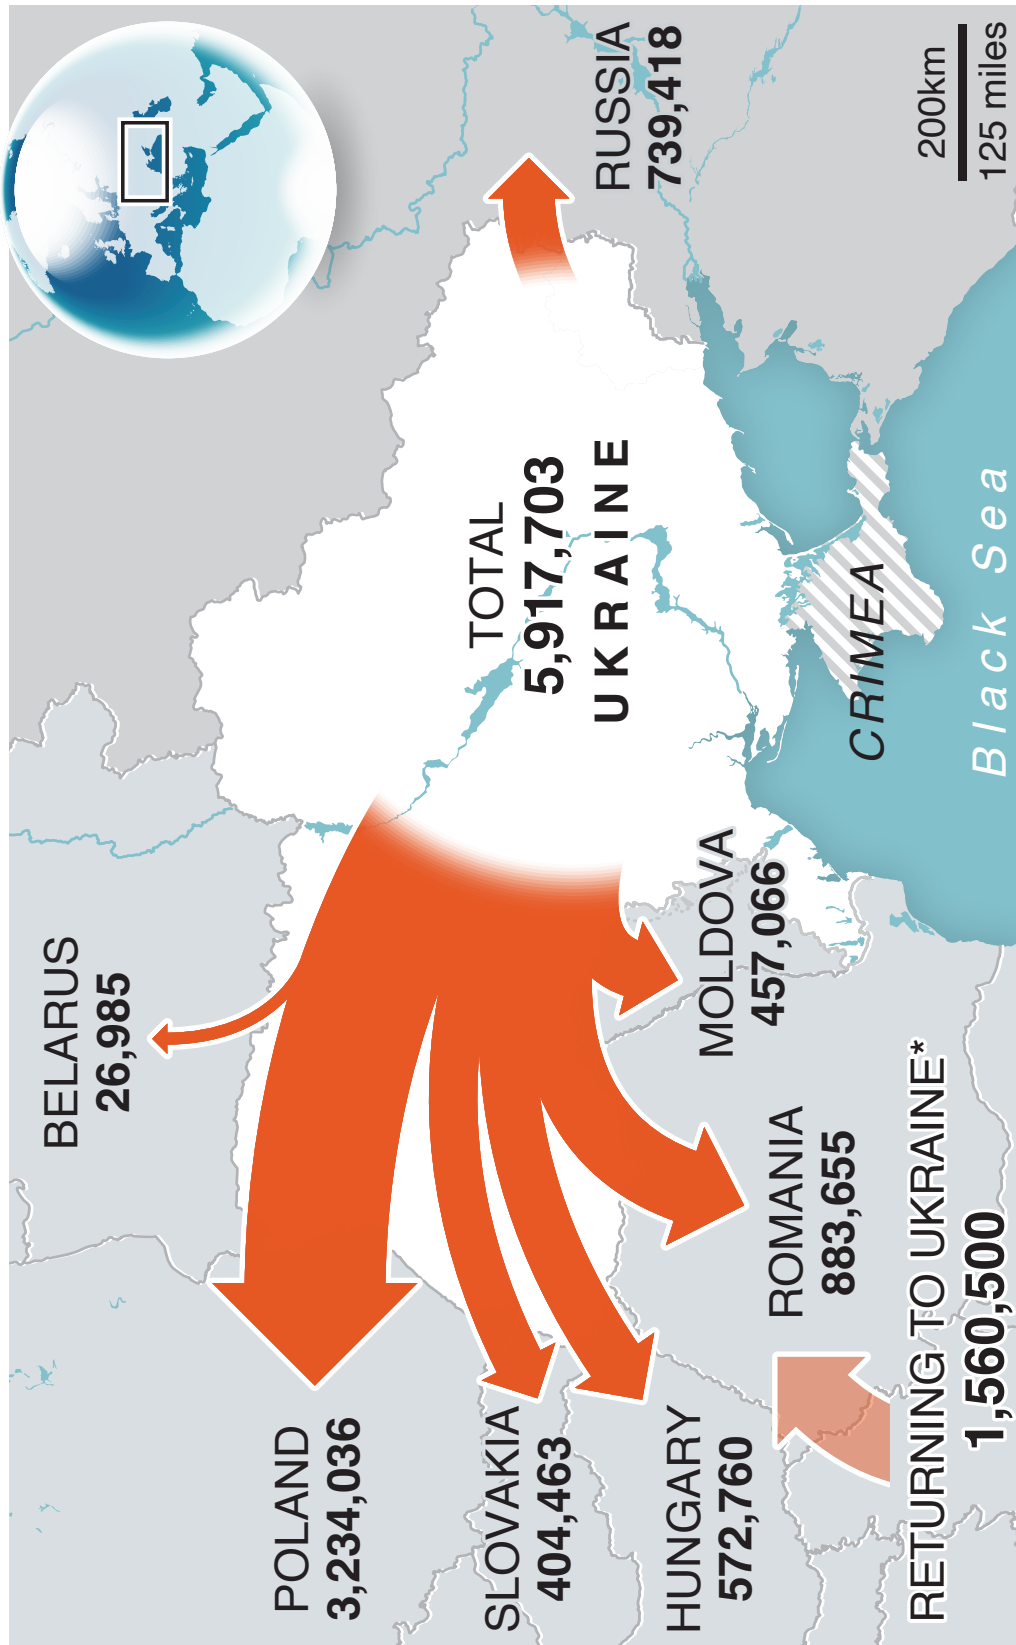 BELARUS
26,985
RUSSIA
739,418
POLAND
3,234,036
TOTAL
5,917,703
UKRAINE
SLOVAKIA
404,463
HUNGARY
572,760
MOLDOVA
457,066
ROMANIA
883,655
CRIMEA
Black Sea
RETURNING TO UKRAINE*
1,560,500
200km
125 miles